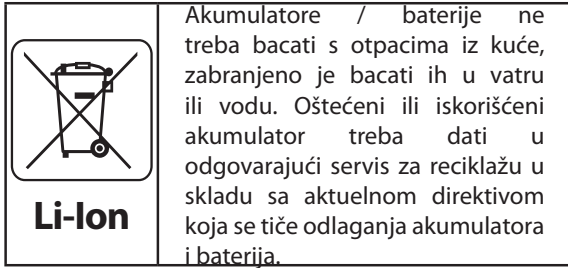 Li-Ion
Akumulatore / baterije ne
treba bacati s otpacima iz kuće,
zabranjeno je bacati ih u vatru
ili vodu. Oštećeni ili iskorišćeni
akumulator treba dati u
odgovarajući servis za reciklažu u
skladu sa aktuelnom direktivom
koja se tiče odlaganja akumulatora
i baterija.